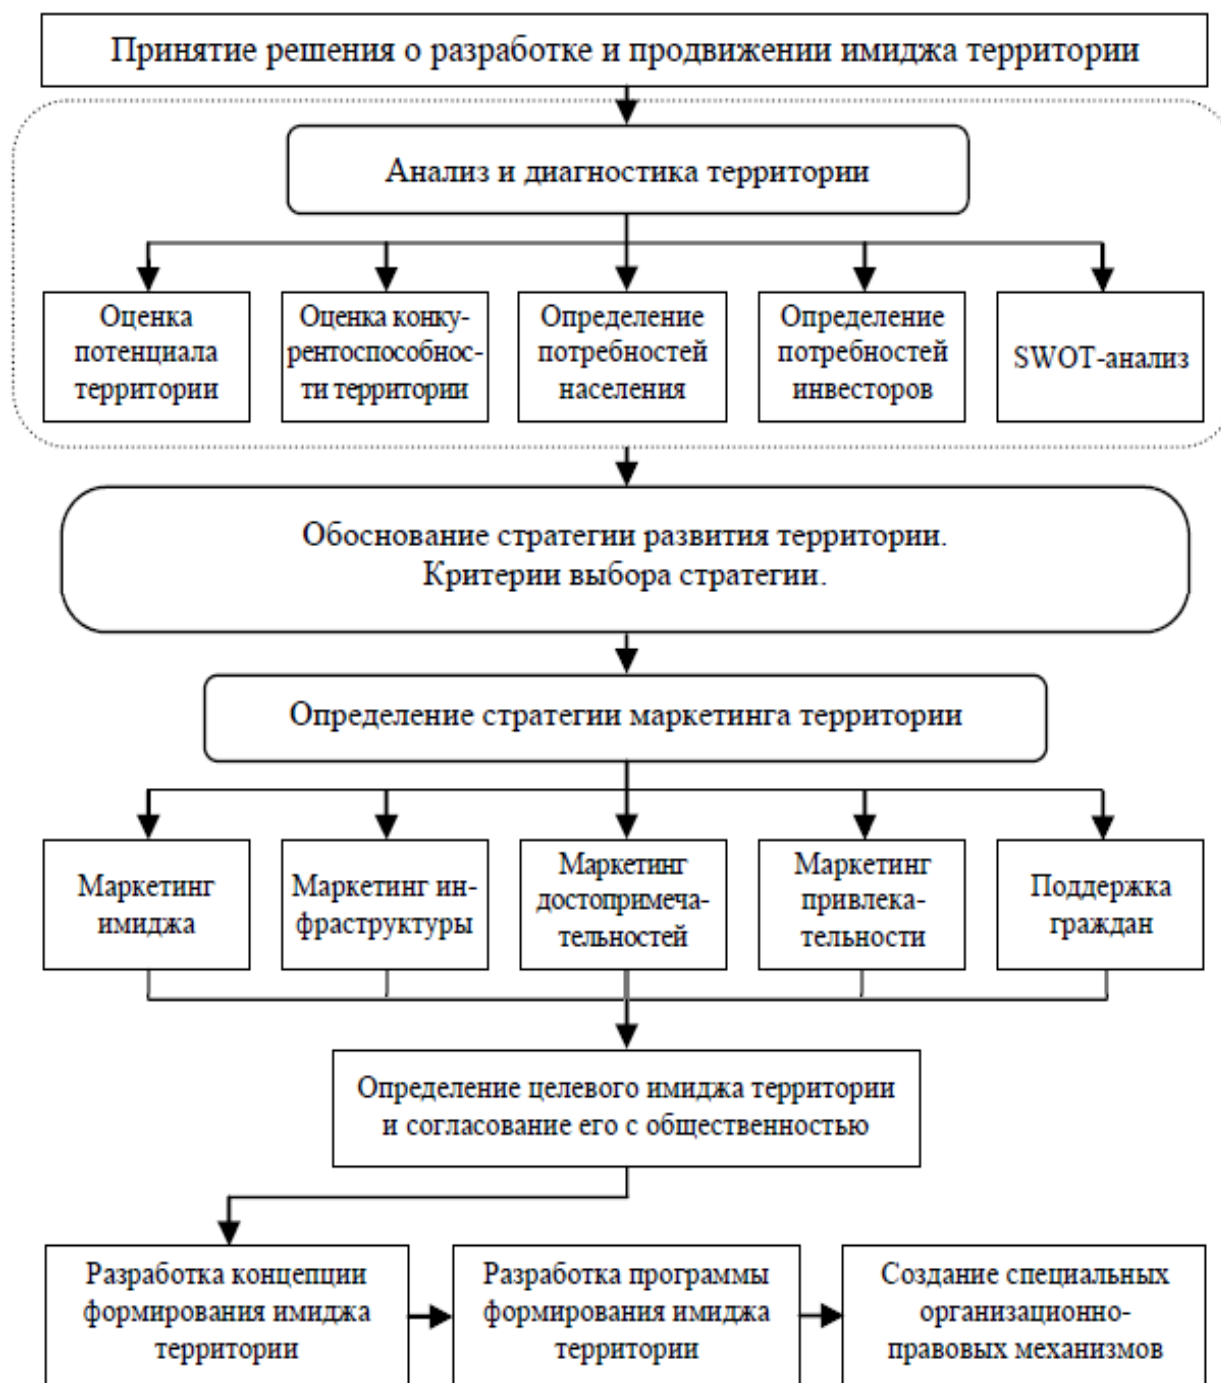 Принятие решения о разработке и продвижении имиджа территории
Анализ и диагностика территории
Оценка
потенциала
территории
Оценка конку-
рентоспособнос-
ти территории
Определение
потребностей
населения
Определение
потребностей
инвесторов
SWOT-анализ
Обоснование стратегии развития территории.
Критерии выбора стратегии.
Определение стратегии маркетинга территории
Маркетинг
имиджа
Маркетинг ин-
фраструктуры
Маркетинг
достопримеча-
тельностей
Маркетинг
привлека-
тельности
Поддержка
граждан
Определение целевого имиджа территории
и согласование его с общественностью
Разработка концепции
формирования имиджа
территории
Разработка программы
формирования имиджа
территории
Создание специальных
организационно-
правовых механизмов